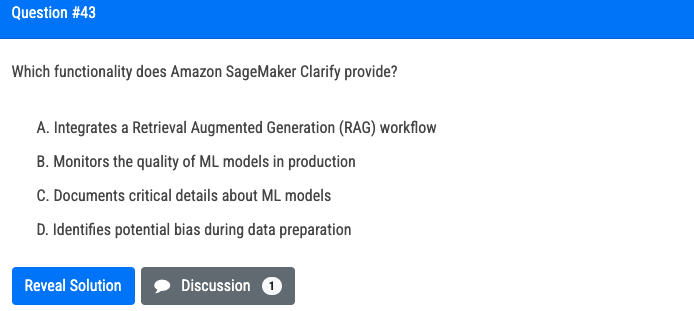 Question #43
Which functionality does Amazon SageMaker Clarify provide?
A. Integrates a Retrieval Augmented Generation (RAG) workflow
B. Monitors the quality of ML models in production
C. Documents critical details about ML models
D. Identifies potential bias during data preparation
Reveal Solution Discussion 1